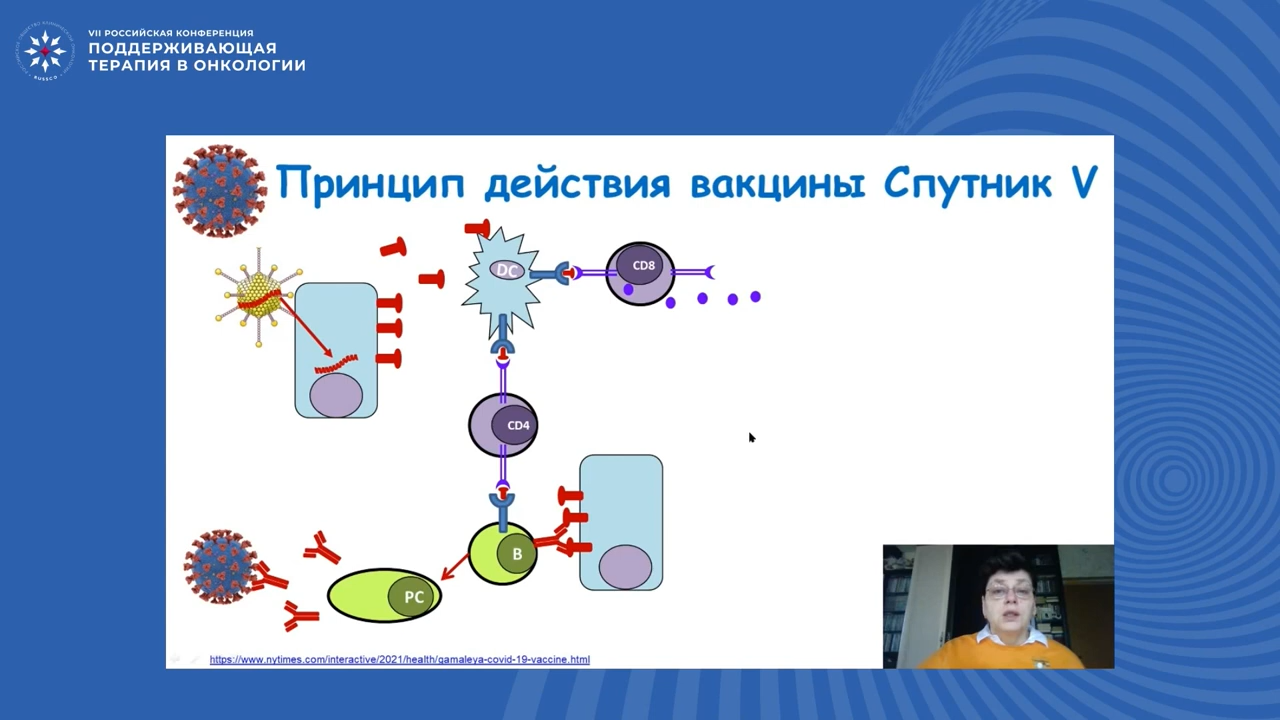 VII РОССИЙСКАЯ КОНФЕРЕНЦИЯ
ПОДДЕРЖИВАЮЩАЯ
ТЕРАПИЯ В ОНКОЛОГИИ
RUSSCO
Принцип действия вакцины Спутник V
DC
CD8
CD4
B
PC
https://www.nytimes.com/interactive/2021/health/gamaleya-covid-19-vaccine.html